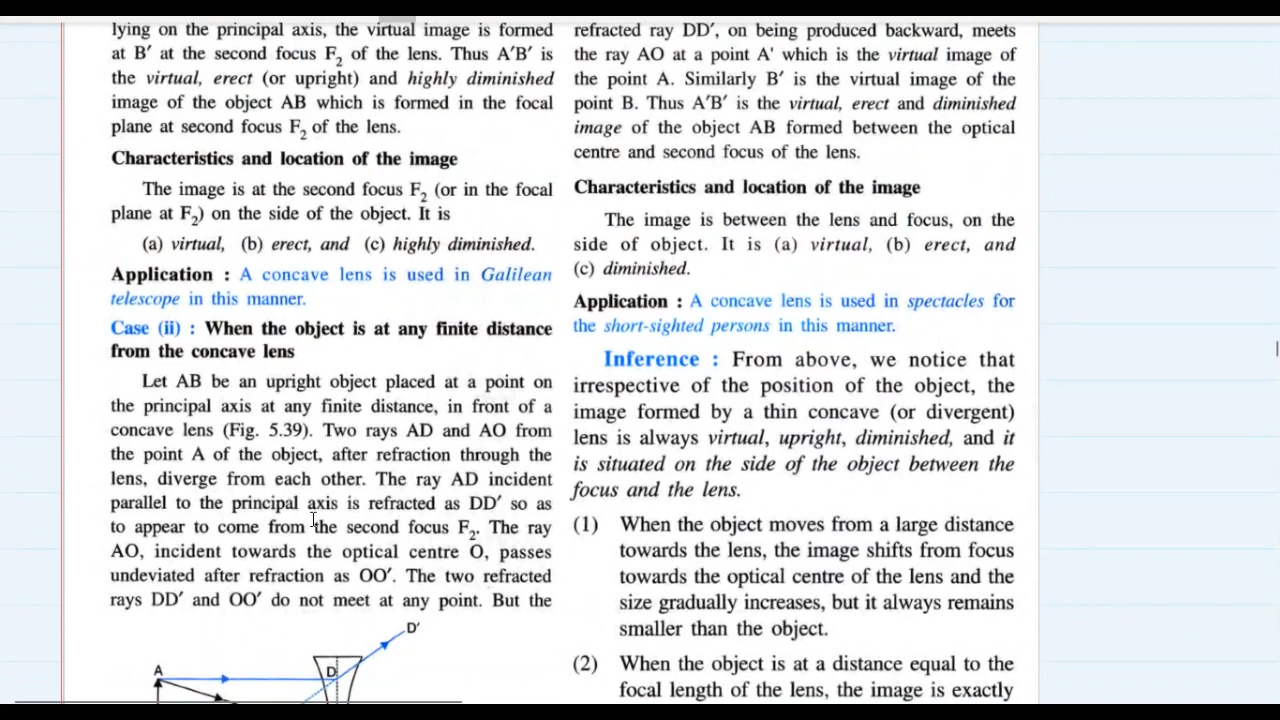 lying on the principal axis, the virtual image is formed
at B′ at the second focus F₂ of the lens. Thus A′B′ is
the virtual, erect (or upright) and highly diminished
image of the object AB which is formed in the focal
plane at second focus F₂ of the lens.
Characteristics and location of the image
The image is at the second focus F₂ (or in the focal
plane at F₂) on the side of the object. It is
(a) virtual, (b) erect, and (c) highly diminished.
Application : A concave lens is used in Galilean
telescope in this manner.
Case (ii) : When the object is at any finite distance
from the concave lens
Let AB be an upright object placed at a point on
the principal axis at any finite distance, in front of a
concave lens (Fig. 5.39). Two rays AD and AO from
the point A of the object, after refraction through the
lens, diverge from each other. The ray AD incident
parallel to the principal axis is refracted as DD′ so as
to appear to come from the second focus F₂. The ray
AO, incident towards the optical centre O, passes
undeviated after refraction as OO′. The two refracted
rays DD′ and OO′ do not meet at any point. But the
D′
A
D
refracted ray DD′, on being produced backward, meets
the ray AO at a point A' which is the virtual image of
the point A. Similarly B′ is the virtual image of the
point B. Thus A′B′ is the virtual, erect and diminished
image of the object AB formed between the optical
centre and second focus of the lens.
Characteristics and location of the image
The image is between the lens and focus, on the
side of object. It is (a) virtual, (b) erect, and
(c) diminished.
Application : A concave lens is used in spectacles for
the short-sighted persons in this manner.
Inference : From above, we notice that
irrespective of the position of the object, the
image formed by a thin concave (or divergent)
lens is always virtual, upright, diminished, and it
is situated on the side of the object between the
focus and the lens.
(1) When the object moves from a large distance
towards the lens, the image shifts from focus
towards the optical centre of the lens and the
size gradually increases, but it always remains
smaller than the object.
(2) When the object is at a distance equal to the
focal length of the lens, the image is exactly